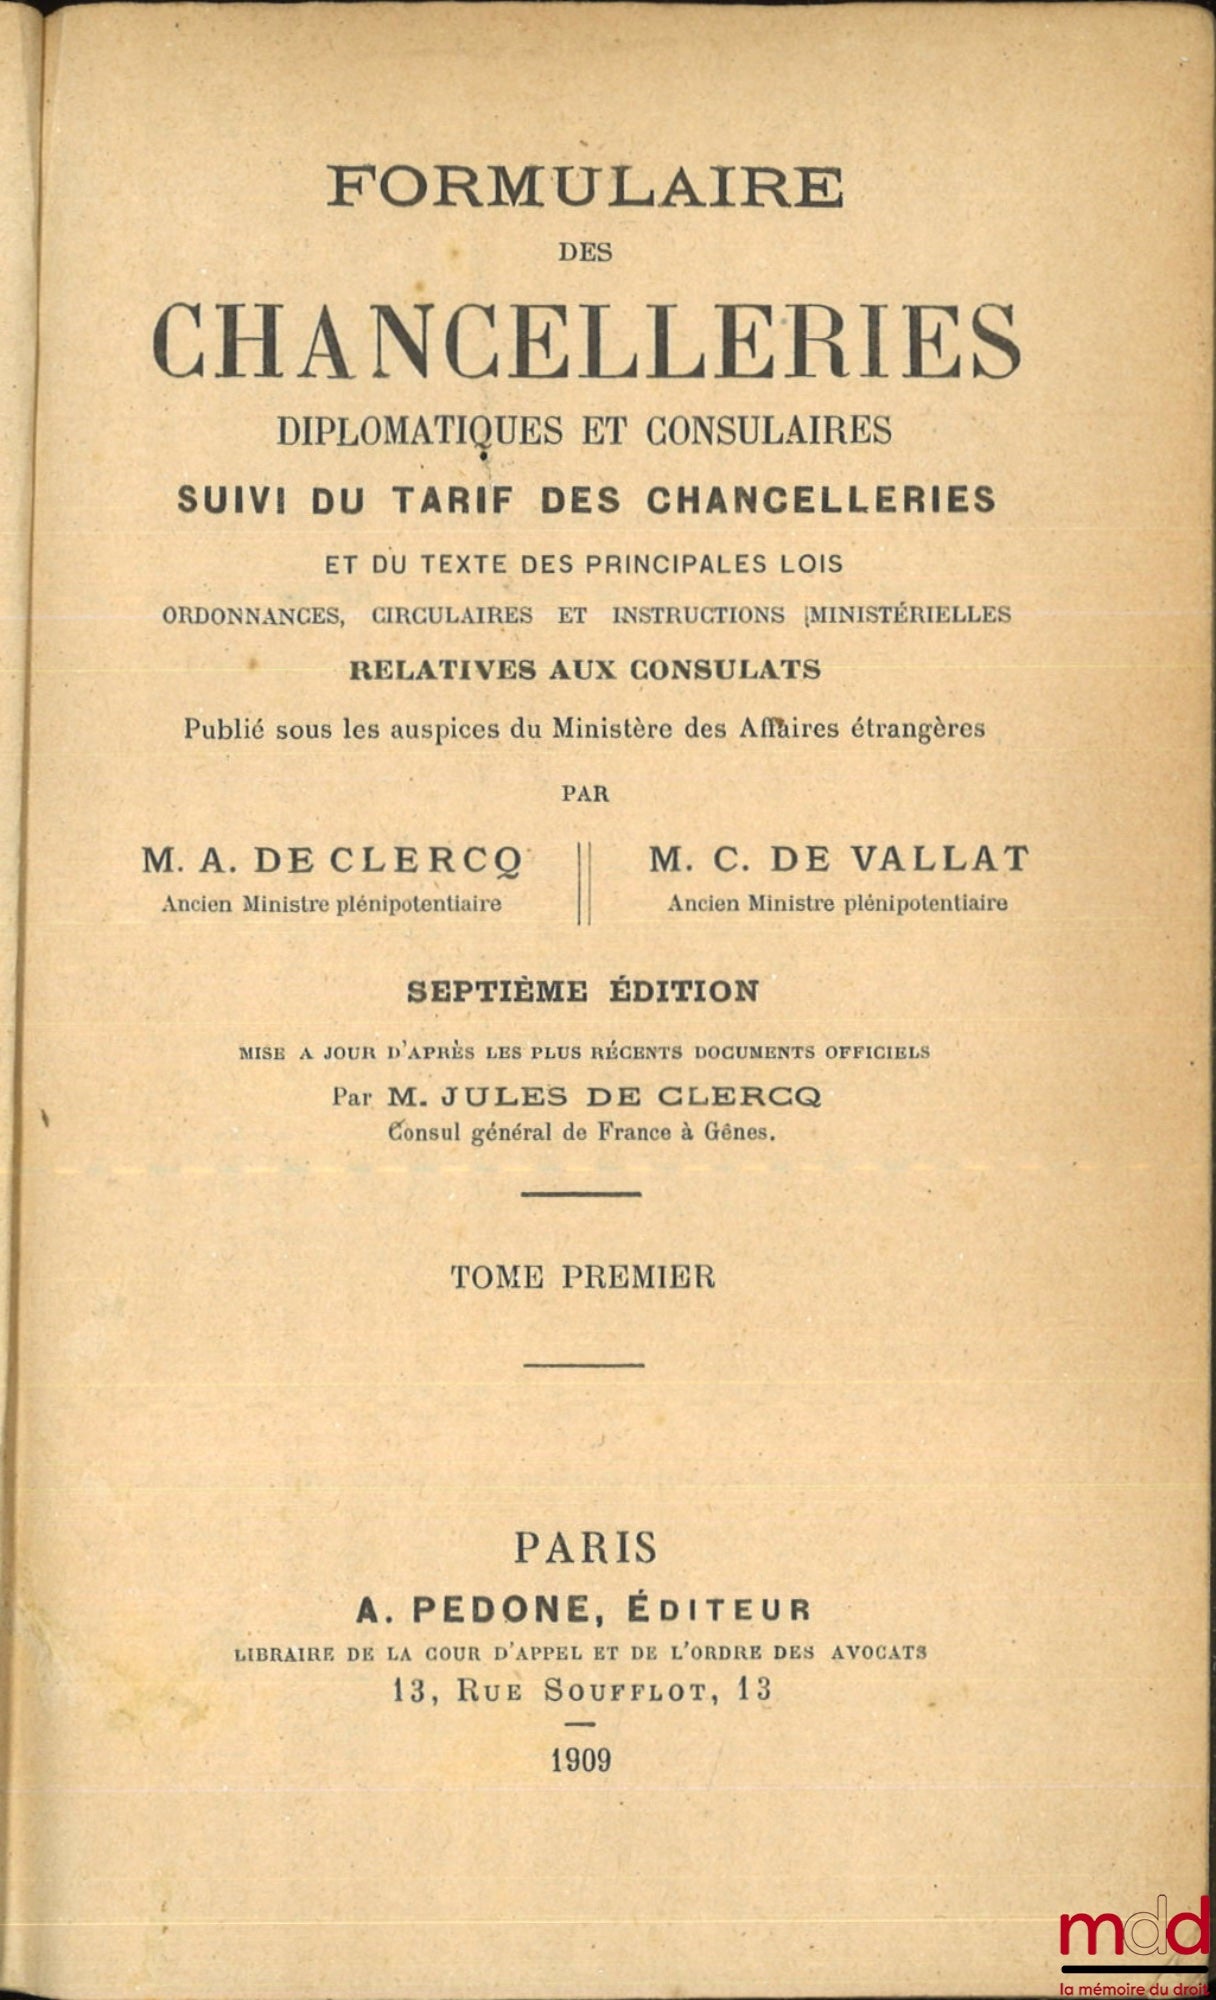 FORMULAIRE
DES
CHANCELLERIES
DIPLOMATIQUES ET CONSULAIRES
SUIVI DU TARIF DES CHANCELLERIES
ET DU TEXTE DES PRINCIPALES LOIS
ORDONNANCES, CIRCULAIRES ET INSTRUCTIONS [MINISTÉRIELLES
RELATIVES AUX CONSULATS
Publié sous les auspices du Ministère des Affaires étrangères
PAR
M. A. DE CLERCQ
Ancien Ministre plénipotentiaire
M. C. DE VALLAT
Ancien Ministre plénipotentiaire
SEPTIÈME ÉDITION
MISE A JOUR D'APRÈS LES PLUS RÉCENTS DOCUMENTS OFFICIELS
Par M. JULES DE CLERCQ
Consul général de France à Gênes.
TOME PREMIER
PARIS
A. PEDONE, ÉDITEUR
LIBRAIRE DE LA COUR D'APPEL ET DE L'ORDRE DES AVOCATS
13, RUE SOUFFLOT, 13
1909
mdd
la mémoire du droit